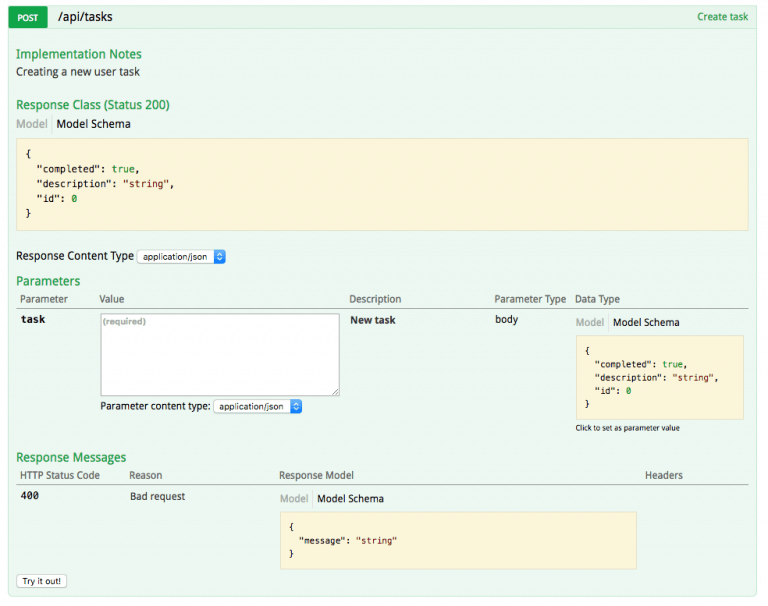 POST /api/tasks Create task
Implementation Notes
Creating a new user task
Response Class (Status 200)
Model Model Schema
{
"completed": true,
"description": "string",
"id": 0
}
Response Content Type application/json
Parameters
Parameter Value Description Parameter Type Data Type
task (required) New task body Model Model Schema
{
"completed": true,
"description": "string",
"id": 0
}
Parameter content type: application/json
Click to set as parameter value
Response Messages
HTTP Status Code Reason Response Model Headers
400 Bad request Model Model Schema
{
"message": "string"
}
Try it out!